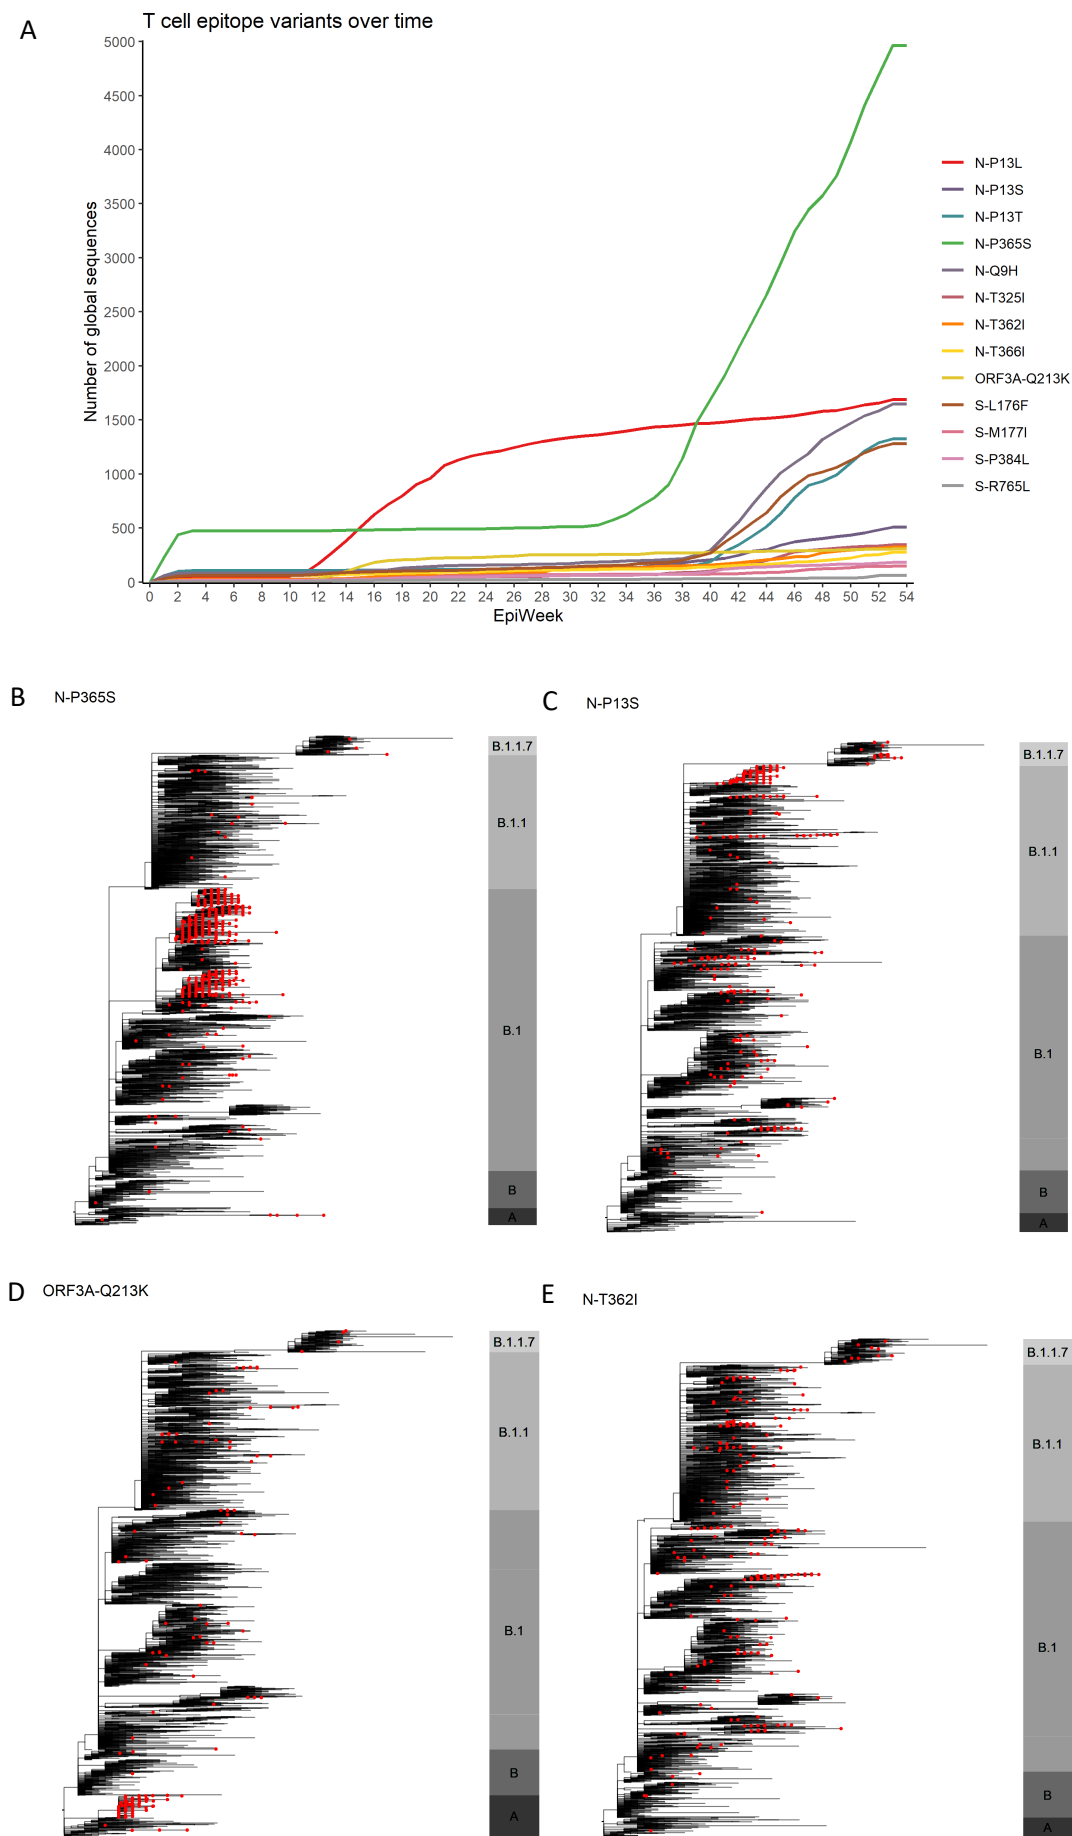 A
T cell epitope variants over time
Number of global sequences
5000
4500
4000
3500
3000
2500
2000
1500
1000
500
0
0 2 4 6 8 10 12 14 16 18 20 22 24 26 28 30 32 34 36 38 40 42 44 46 48 50 52 54
EpiWeek
N-P13L
N-P13S
N-P13T
N-P365S
N-Q9H
N-T325I
N-T362I
N-T366I
ORF3A-Q213K
S-L176F
S-M177I
S-P384L
S-R765L
B
N-P365S
B.1.1.7
B.1.1
B.1
B
A
C
N-P13S
B.1.1.7
B.1.1
B.1
B
A
D
ORF3A-Q213K
B.1.1.7
B.1.1
B.1
B
A
E
N-T362I
B.1.1.7
B.1.1
B.1
B
A